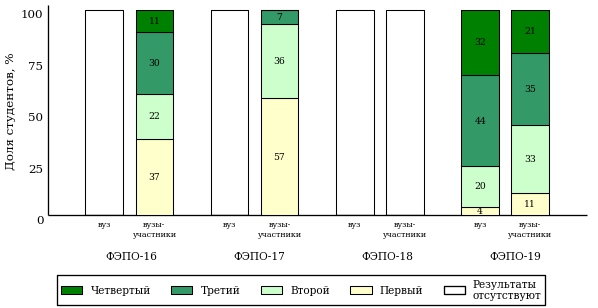 Доля студентов, %
100
75
50
25
0
11
30
22
37
7
36
57
32
44
20
4
21
35
33
11
вуз
вузы-
участники
вуз
вузы-
участники
вуз
вузы-
участники
вуз
вузы-
участники
ФЭПО-16
ФЭПО-17
ФЭПО-18
ФЭПО-19
Четвертый
Третий
Второй
Первый
Результаты
отсутствуют